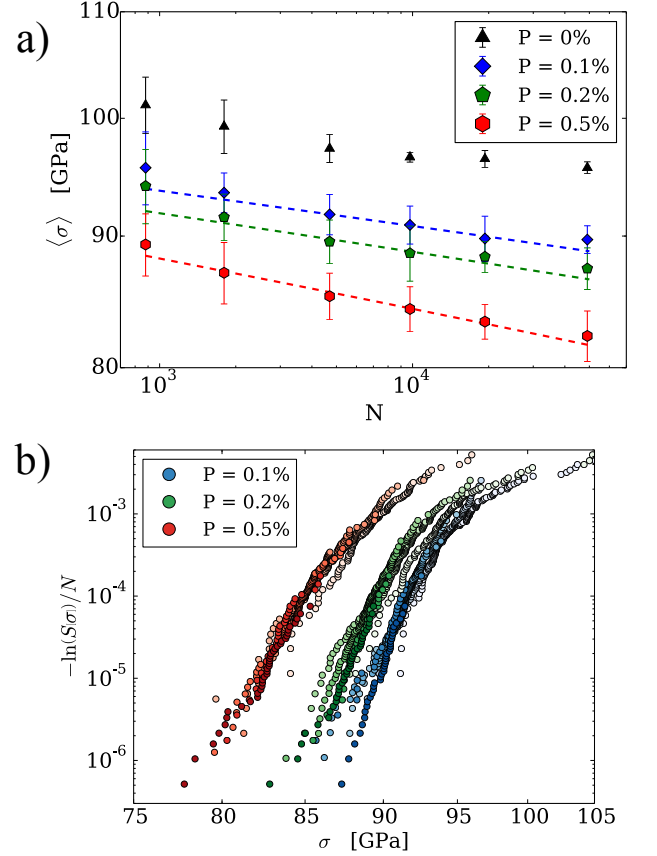 a)
110
100
90
80
⟨σ⟩ [GPa]
P = 0%
P = 0.1%
P = 0.2%
P = 0.5%
10³
10⁴
N
b)
P = 0.1%
P = 0.2%
P = 0.5%
10⁻³
10⁻⁴
10⁻⁵
10⁻⁶
−ln(S(σ))/N
75
80
85
90
95
100
105
σ [GPa]